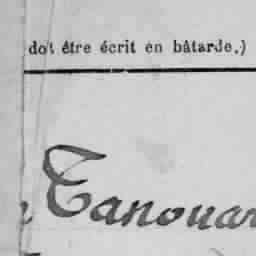 doit être écrit en bâtarde.)
Tanouar